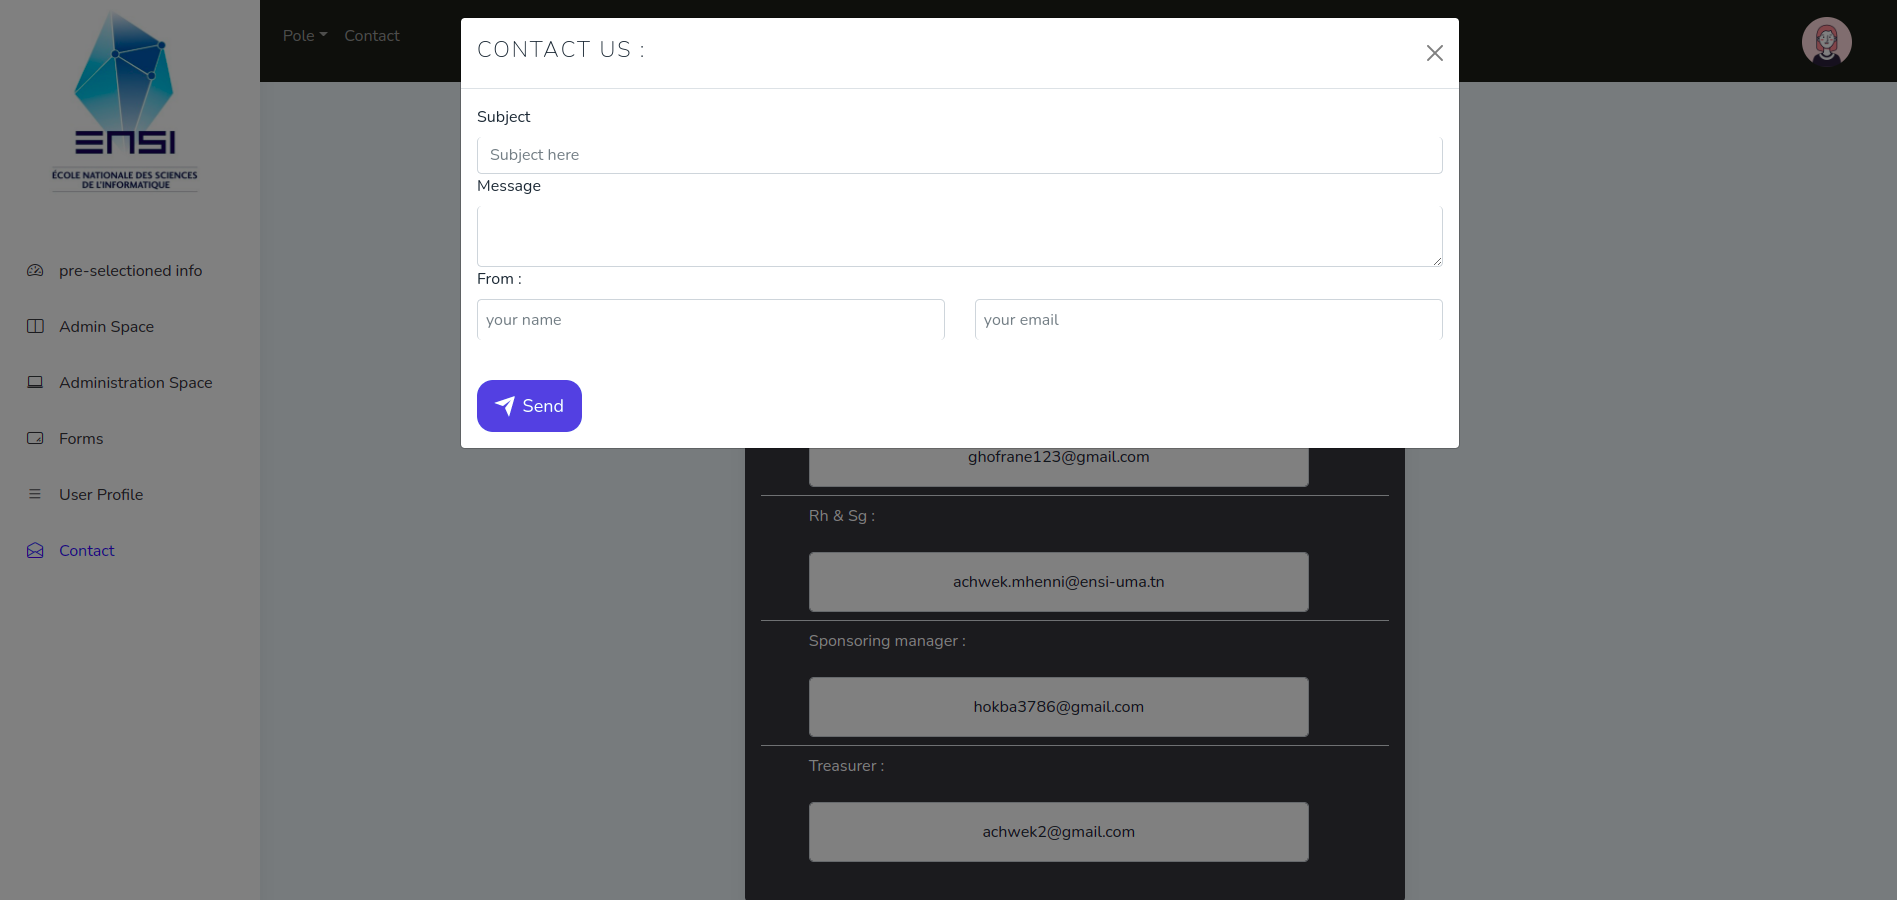 ENSI
ÉCOLE NATIONALE DES SCIENCES
DE L'INFORMATIQUE
pre-selectioned info
Admin Space
Administration Space
Forms
User Profile
Contact
Pole
Contact
CONTACT US :
Subject
Subject here
Message
From :
your name
your email
Send
ghofrane123@gmail.com
Rh & Sg :
achwek.mhenni@ensi-uma.tn
Sponsoring manager :
hokba3786@gmail.com
Treasurer :
achwek2@gmail.com